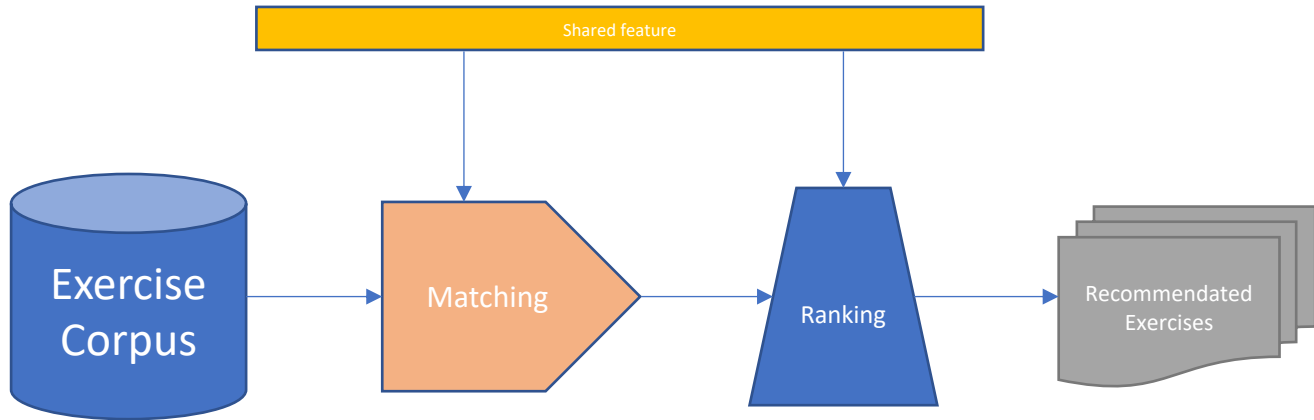 Shared feature
Exercise
Corpus
Matching
Ranking
Recommendated
Exercises